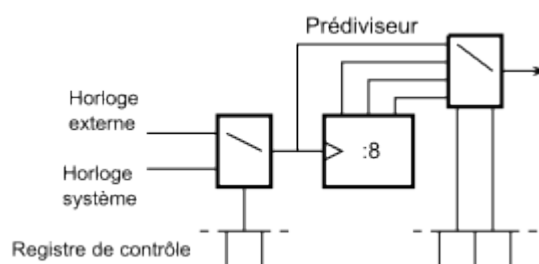 Prédiviseur
Horloge
externe
:8
Horloge
système
Registre de contrôle